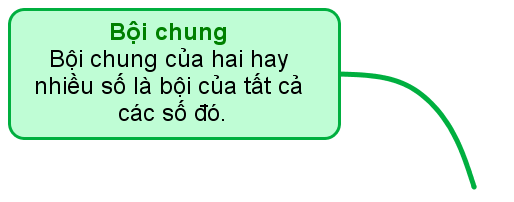 Bội chung
Bội chung của hai hay
nhiều số là bội của tất cả
các số đó.